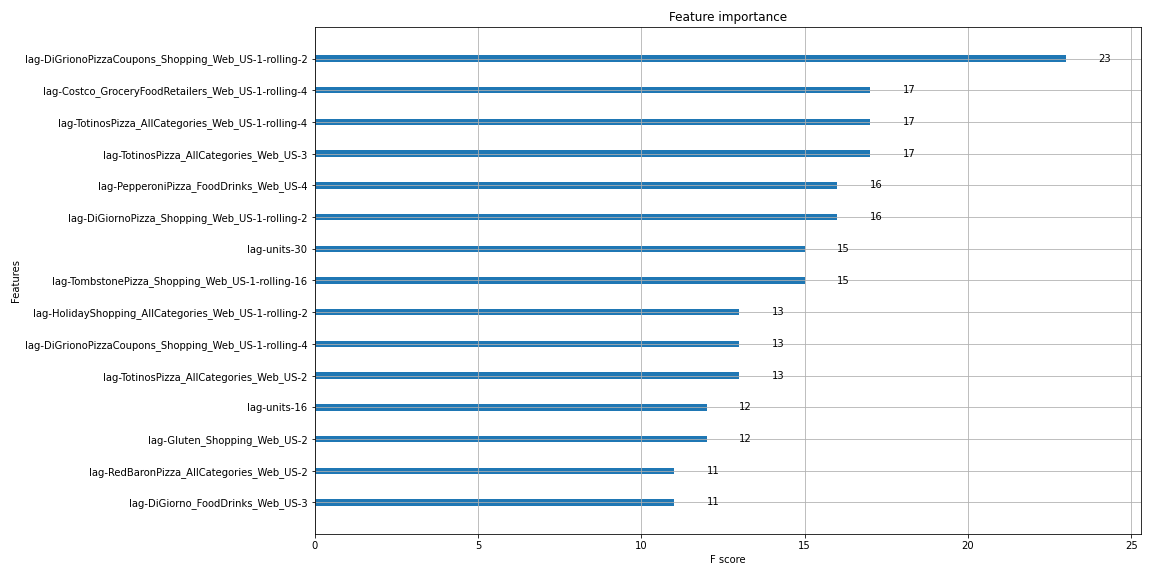 Feature importance
lag-DiGrionoPizzaCoupons_Shopping_Web_US-1-rolling-2 23
lag-Costco_GroceryFoodRetailers_Web_US-1-rolling-4 17
lag-TotinosPizza_AllCategories_Web_US-1-rolling-4 17
lag-TotinosPizza_AllCategories_Web_US-3 17
lag-PepperoniPizza_FoodDrinks_Web_US-4 16
lag-DiGiornoPizza_Shopping_Web_US-1-rolling-2 16
lag-units-30 15
lag-TombstonePizza_Shopping_Web_US-1-rolling-16 15
lag-HolidayShopping_AllCategories_Web_US-1-rolling-2 13
lag-DiGrionoPizzaCoupons_Shopping_Web_US-1-rolling-4 13
lag-TotinosPizza_AllCategories_Web_US-2 13
lag-units-16 12
lag-Gluten_Shopping_Web_US-2 12
lag-RedBaronPizza_AllCategories_Web_US-2 11
lag-DiGiorno_FoodDrinks_Web_US-3 11
Features
0 5 10 15 20 25
F score